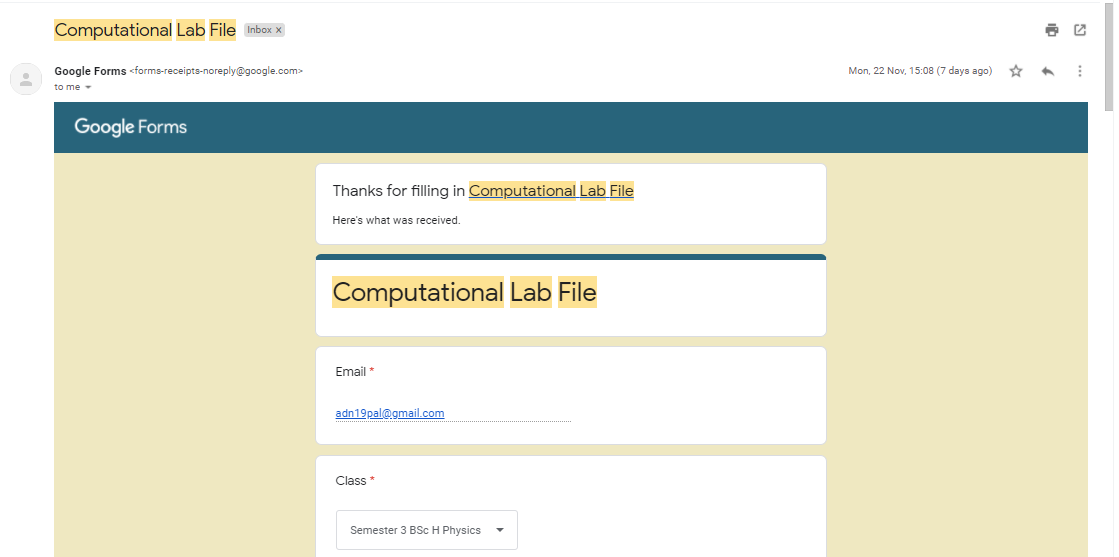 Computational Lab File Inbox x
Google Forms <forms-receipts-noreply@google.com>
Mon, 22 Nov, 15:08 (7 days ago)
to me
Google Forms
Thanks for filling in Computational Lab File
Here's what was received.
Computational Lab File
Email *
adn19pal@gmail.com
Class *
Semester 3 BSc H Physics